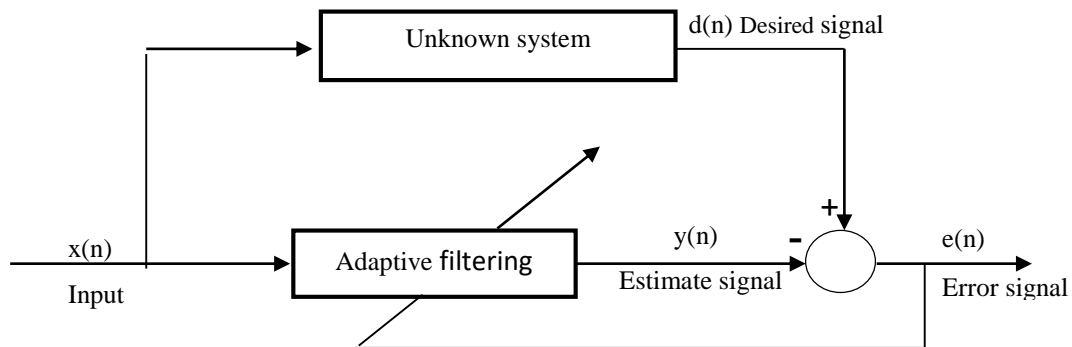 d(n) Desired signal
Unknown system
+
x(n)
Adaptive filtering
y(n)
-
e(n)
Input
Estimate signal
Error signal